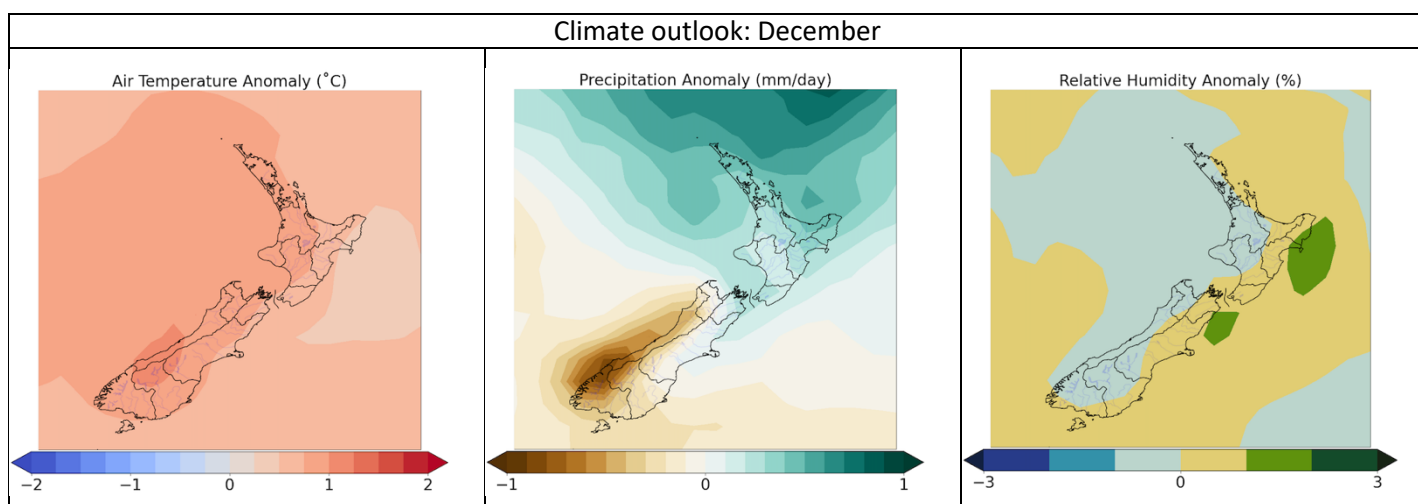 Climate outlook: December
Air Temperature Anomaly (˚C)
Precipitation Anomaly (mm/day)
Relative Humidity Anomaly (%)
−2 −1 0 1 2
−1 0 1
−3 0 3